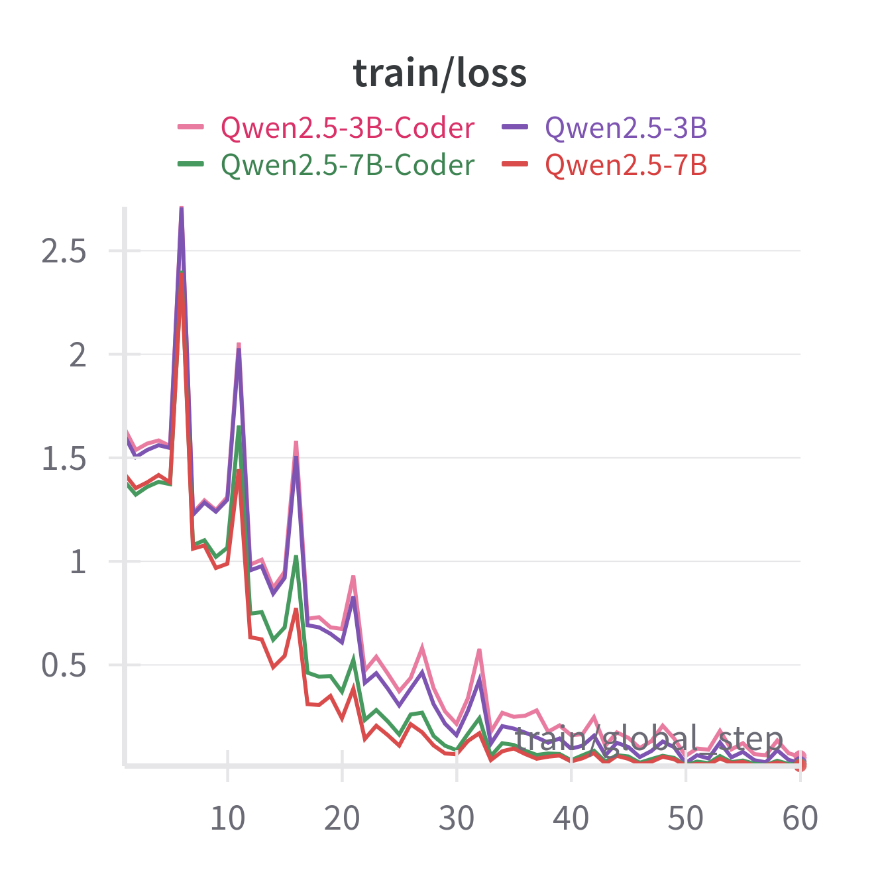 train/loss
Qwen2.5-3B-Coder Qwen2.5-3B
Qwen2.5-7B-Coder Qwen2.5-7B
2.5
2
1.5
1
0.5
train/global_step
10 20 30 40 50 60